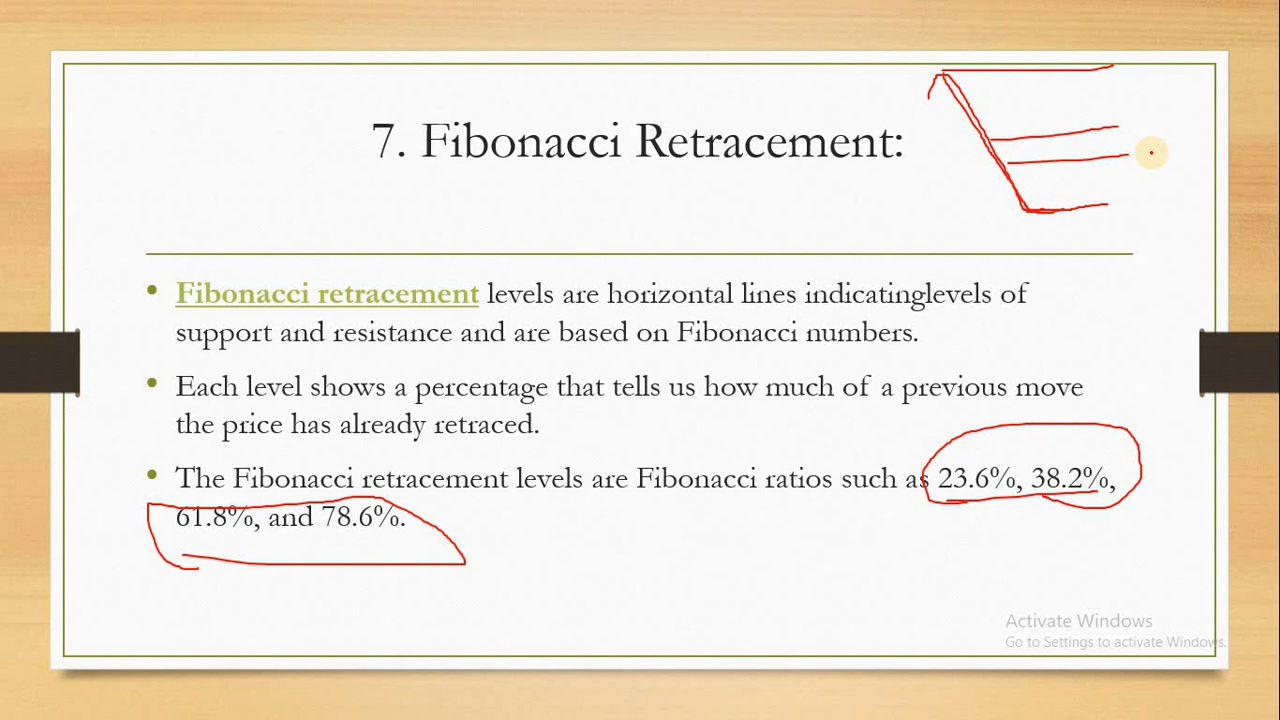 7. Fibonacci Retracement:
• Fibonacci retracement levels are horizontal lines indicatinglevels of
support and resistance and are based on Fibonacci numbers.
• Each level shows a percentage that tells us how much of a previous move
the price has already retraced.
• The Fibonacci retracement levels are Fibonacci ratios such as 23.6%, 38.2%,
61.8%, and 78.6%.
Activate Windows
Go to Settings to activate Windows.